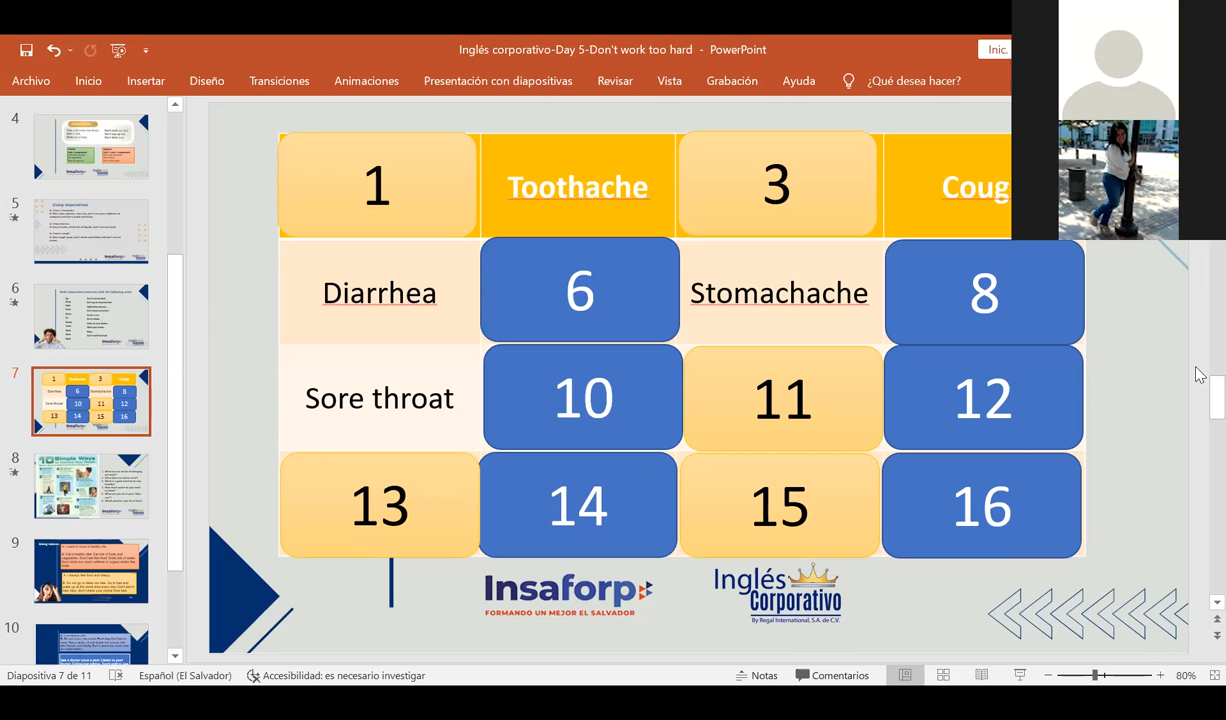 Inglés corporativo-Day 5-Don't work too hard - PowerPoint
Inic.
Archivo Inicio Insertar Diseño Transiciones Animaciones Presentación con diapositivas Revisar Vista Grabación Ayuda ¿Qué desea hacer?
4
5
6
7
8
9
10
1 Toothache 3 Coug
Diarrhea 6 Stomachache 8
Sore throat 10 11 12
13 14 15 16
Insaforp
FORMANDO UN MEJOR EL SALVADOR
Inglés
Corporativo
By Regal International, S.A. de C.V.
Diapositiva 7 de 11 Español (El Salvador) Accesibilidad: es necesario investigar Notas Comentarios 80%